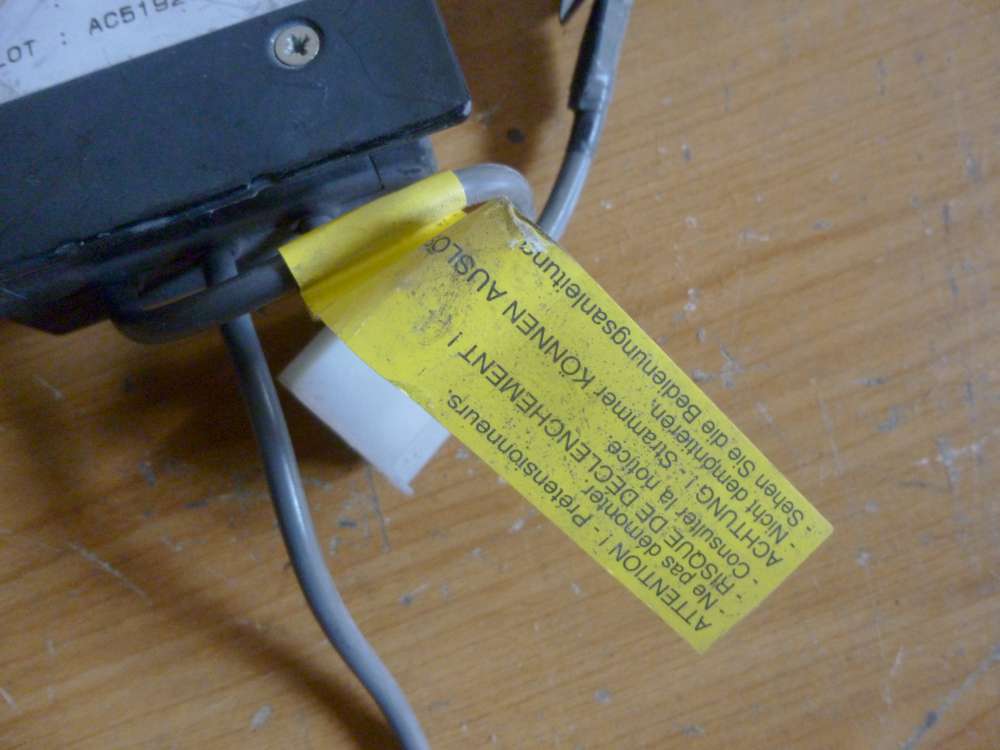 LOT : AC5192
ATTENTION ! - Prétensionneurs.
- Ne pas démonter
- RISQUE DE DECLENCHEMENT !
- Consulter la notice.
ACHTUNG ! - Strammer KÖNNEN AUSLÖ
- Nicht demontieren.
- Sehen Sie die Bedienungsanleitung